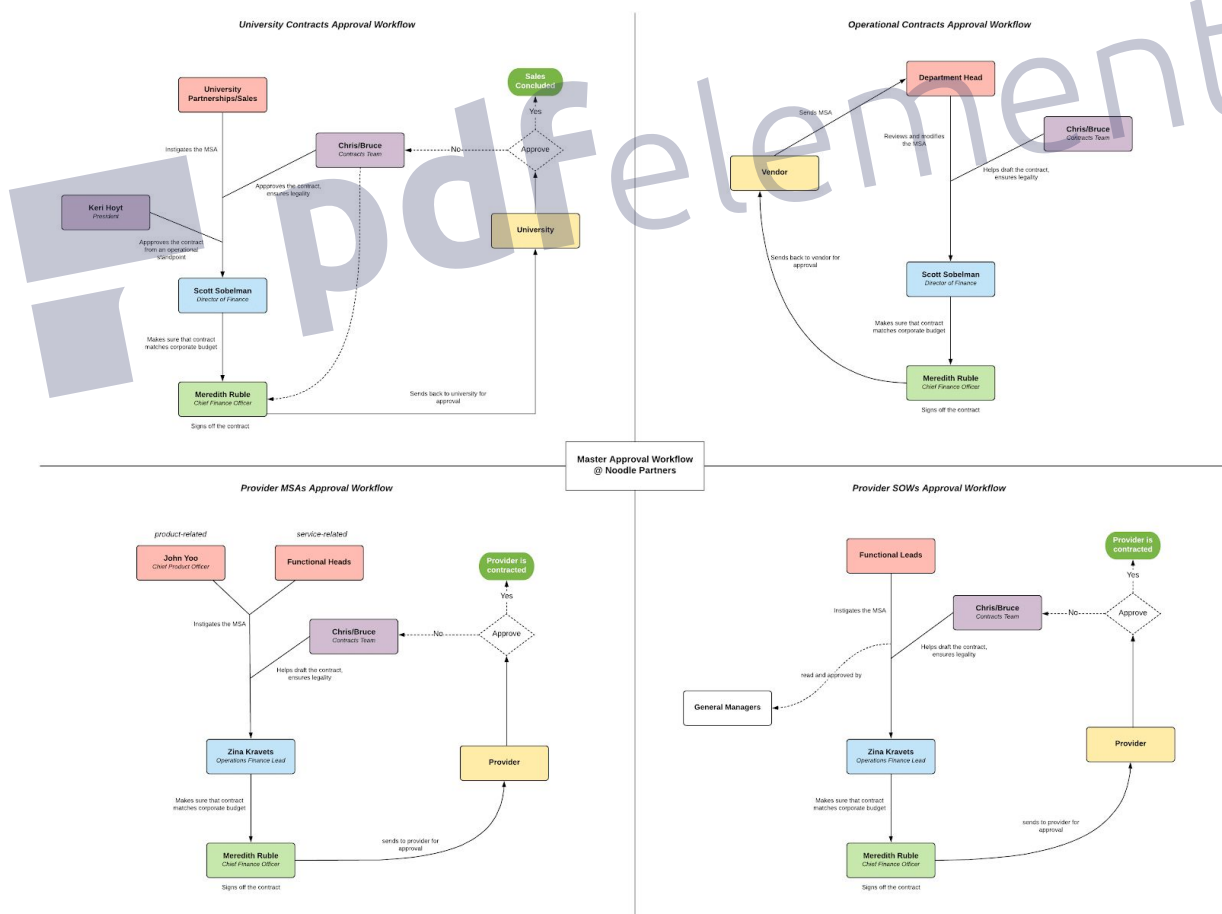 University Contracts Approval Workflow
University
Partnerships/Sales
Sales
Concluded
Yes
Approve
No
Chris/Bruce
Contracts Team
Instigates the MSA
Appproves the contract,
ensures legality
Keri Hoyt
President
Appproves the contract
from an operational
standpoint
University
Scott Sobelman
Director of Finance
Makes sure that contract
matches corporate budget
Meredith Ruble
Chief Finance Officer
Signs off the contract
Sends back to university for
approval
Operational Contracts Approval Workflow
Department Head
Sends MSA
Reviews and modifies
the MSA
Chris/Bruce
Contracts Team
Helps draft the contract,
ensures legality
Vendor
Sends back to vendor for
approval
Scott Sobelman
Director of Finance
Makes sure that contract
matches corporate budget
Meredith Ruble
Chief Finance Officer
Signs off the contract
pdfelement
Master Approval Workflow
@ Noodle Partners
Provider MSAs Approval Workflow
product-related
service-related
John Yoo
Chief Product Officer
Functional Heads
Provider is
contracted
Yes
Approve
No
Chris/Bruce
Contracts Team
Instigates the MSA
Helps draft the contract,
ensures legality
Zina Kravets
Operations Finance Lead
Provider
Makes sure that contract
matches corporate budget
sends to provider for
approval
Meredith Ruble
Chief Finance Officer
Signs off the contract
Provider SOWs Approval Workflow
Functional Leads
Provider is
contracted
Yes
Approve
No
Chris/Bruce
Contracts Team
Instigates the MSA
Helps draft the contract,
ensures legality
read and approved by
General Managers
Zina Kravets
Operations Finance Lead
Provider
Makes sure that contract
matches corporate budget
sends to provider for
approval
Meredith Ruble
Chief Finance Officer
Signs off the contract